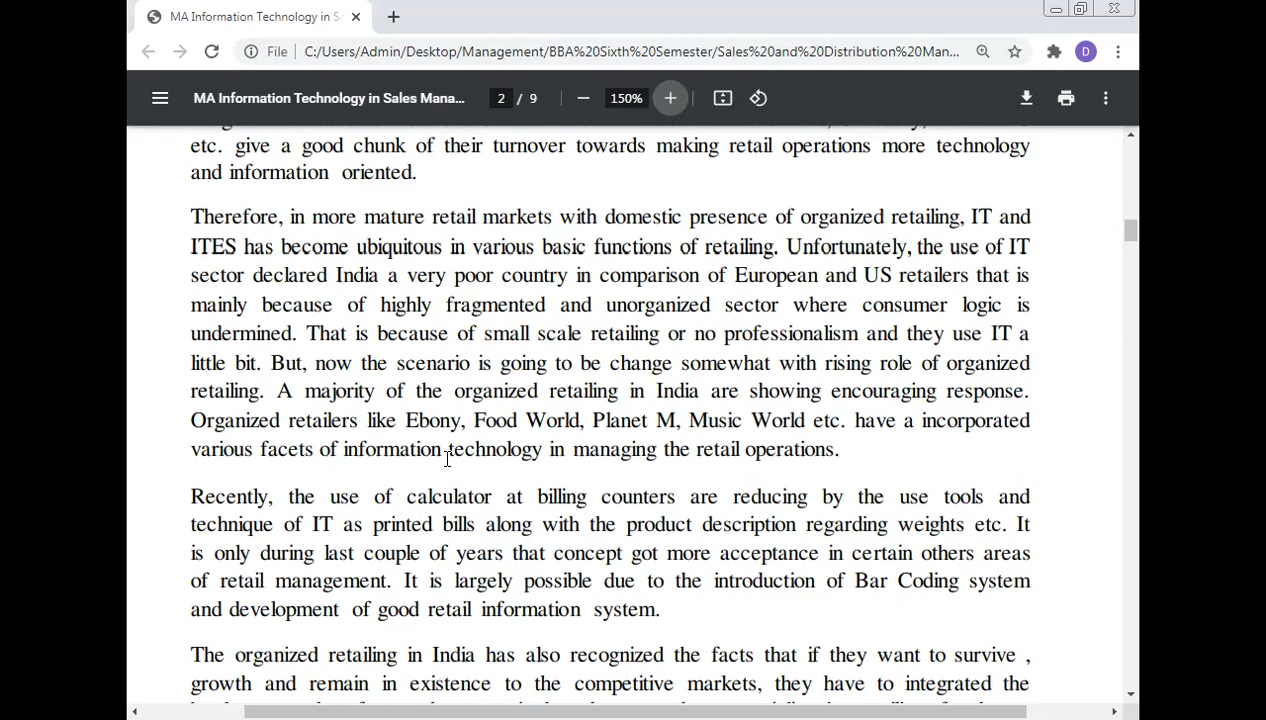 MA Information Technology in S
File C:/Users/Admin/Desktop/Management/BBA%20Sixth%20Semester/Sales%20and%20Distribution%20Man...
D
MA Information Technology in Sales Mana... 2 / 9 150%
etc. give a good chunk of their turnover towards making retail operations more technology
and information oriented.
Therefore, in more mature retail markets with domestic presence of organized retailing, IT and
ITES has become ubiquitous in various basic functions of retailing. Unfortunately, the use of IT
sector declared India a very poor country in comparison of European and US retailers that is
mainly because of highly fragmented and unorganized sector where consumer logic is
undermined. That is because of small scale retailing or no professionalism and they use IT a
little bit. But, now the scenario is going to be change somewhat with rising role of organized
retailing. A majority of the organized retailing in India are showing encouraging response.
Organized retailers like Ebony, Food World, Planet M, Music World etc. have a incorporated
various facets of information technology in managing the retail operations.
Recently, the use of calculator at billing counters are reducing by the use tools and
technique of IT as printed bills along with the product description regarding weights etc. It
is only during last couple of years that concept got more acceptance in certain others areas
of retail management. It is largely possible due to the introduction of Bar Coding system
and development of good retail information system.
The organized retailing in India has also recognized the facts that if they want to survive ,
growth and remain in existence to the competitive markets, they have to integrated the